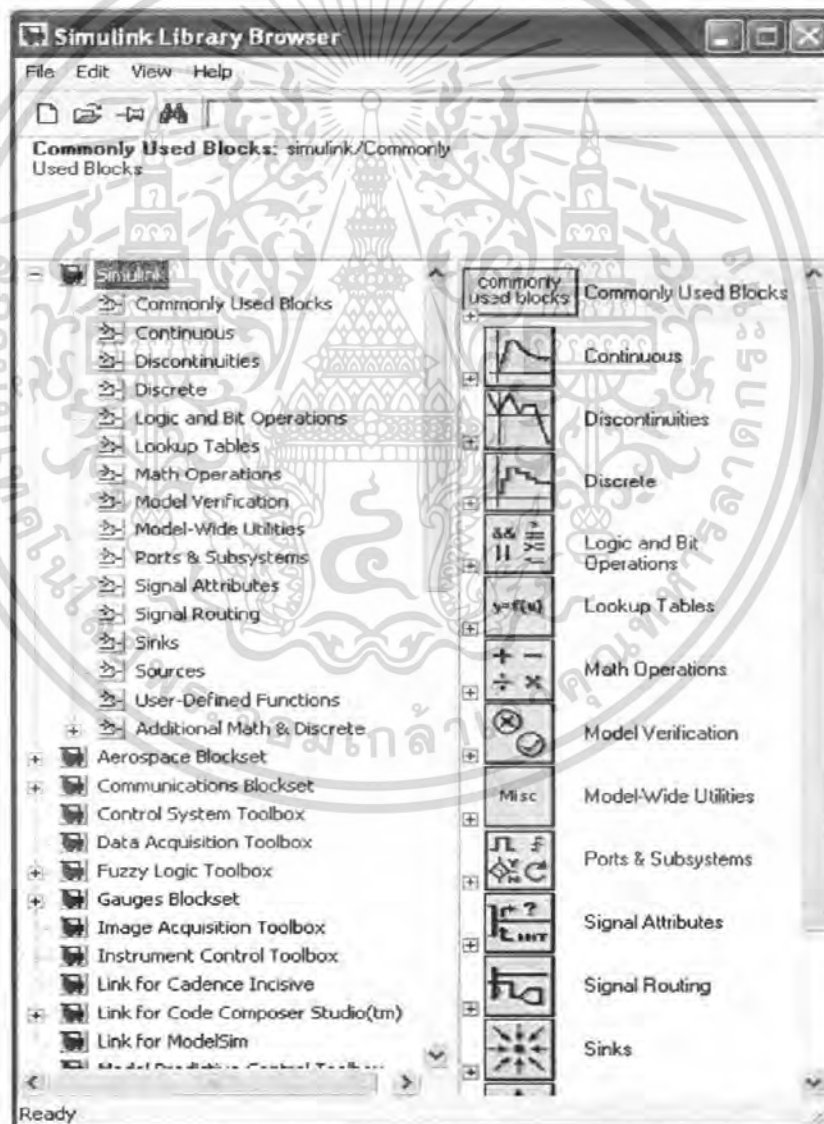 Simulink Library Browser
File Edit View Help
Commonly Used Blocks: simulink/Commonly
Used Blocks
Simulink
Commonly Used Blocks
Continuous
Discontinuities
Discrete
Logic and Bit Operations
Lookup Tables
Math Operations
Model Verification
Model-Wide Utilities
Ports & Subsystems
Signal Attributes
Signal Routing
Sinks
Sources
User-Defined Functions
Additional Math & Discrete
Aerospace Blockset
Communications Blockset
Control System Toolbox
Data Acquisition Toolbox
Fuzzy Logic Toolbox
Gauges Blockset
Image Acquisition Toolbox
Instrument Control Toolbox
Link for Cadence Incisive
Link for Code Composer Studio(tm)
Link for ModelSim
Model Predictive Control Toolbox
commonly
used blocks
Commonly Used Blocks
Continuous
Discontinuities
Discrete
Logic and Bit
Operations
y=f(u)
Lookup Tables
Math Operations
Model Verification
Misc
Model-Wide Utilities
Ports & Subsystems
Signal Attributes
Signal Routing
Sinks
Ready